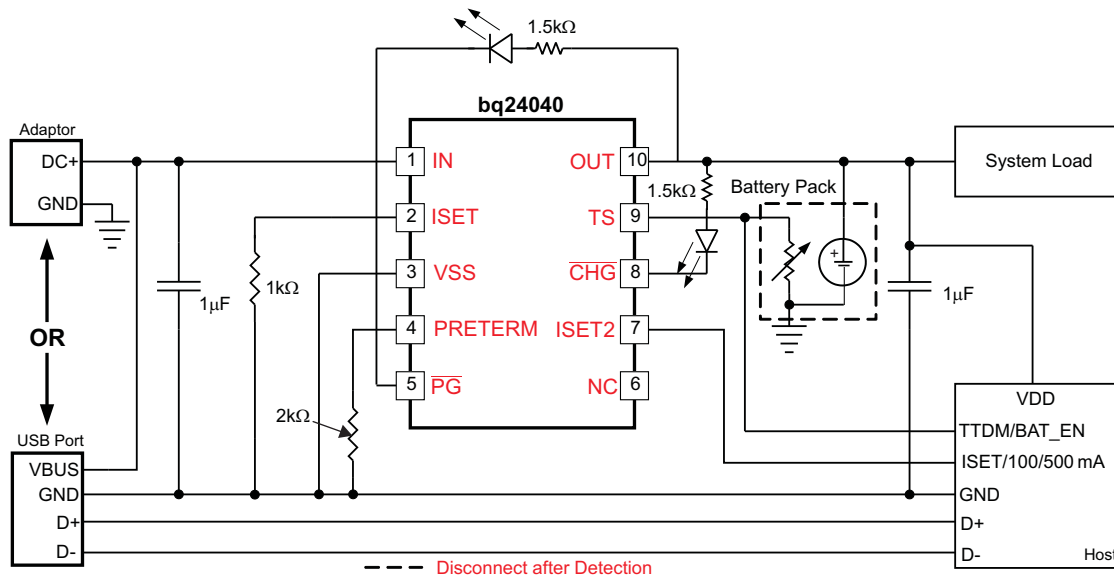 1.5kΩ
bq24040
Adaptor
DC+
GND
OR
USB Port
VBUS
GND
D+
D-
1μF
1kΩ
2kΩ
1 IN
2 ISET
3 VSS
4 PRETERM
5 PG
OUT 10
TS 9
CHG 8
ISET2 7
NC 6
1.5kΩ
Battery Pack
+
1μF
System Load
VDD
TTDM/BAT_EN
ISET/100/500 mA
GND
D+
D-
Host
Disconnect after Detection